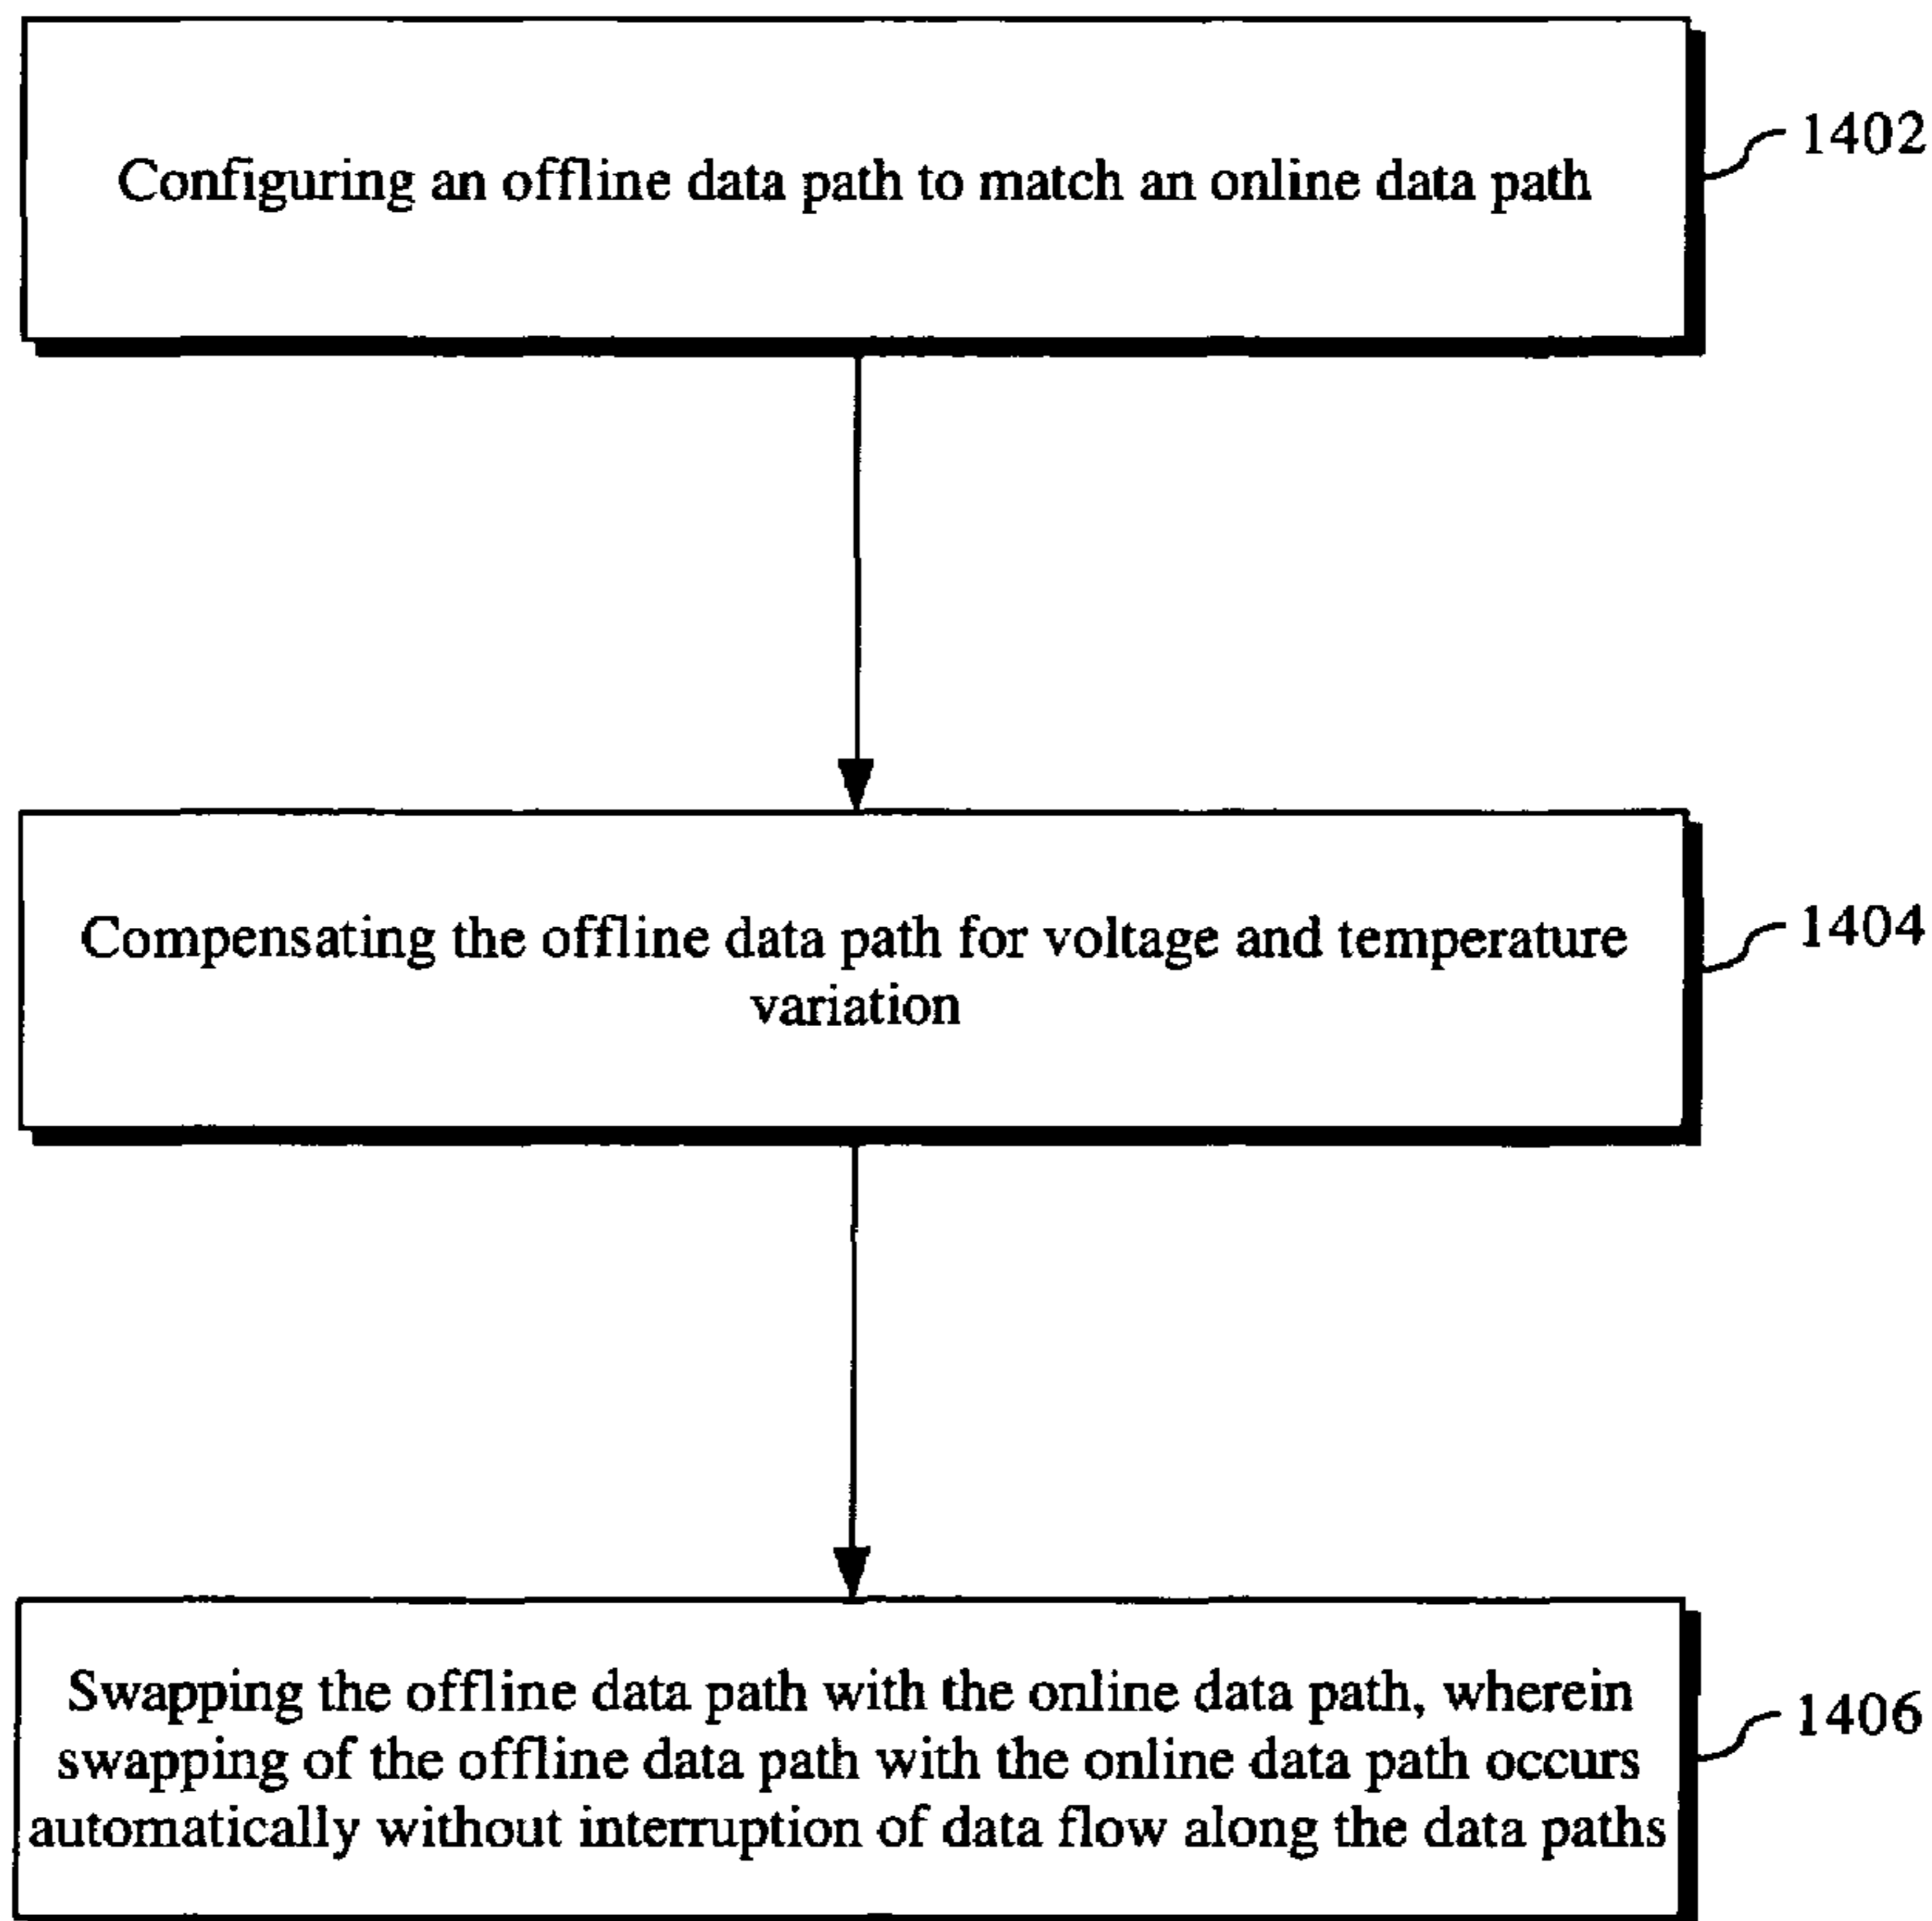 Configuring an offline data path to match an online data path
1402
Compensating the offline data path for voltage and temperature
variation
1404
Swapping the offline data path with the online data path, wherein
swapping of the offline data path with the online data path occurs
automatically without interruption of data flow along the data paths
1406